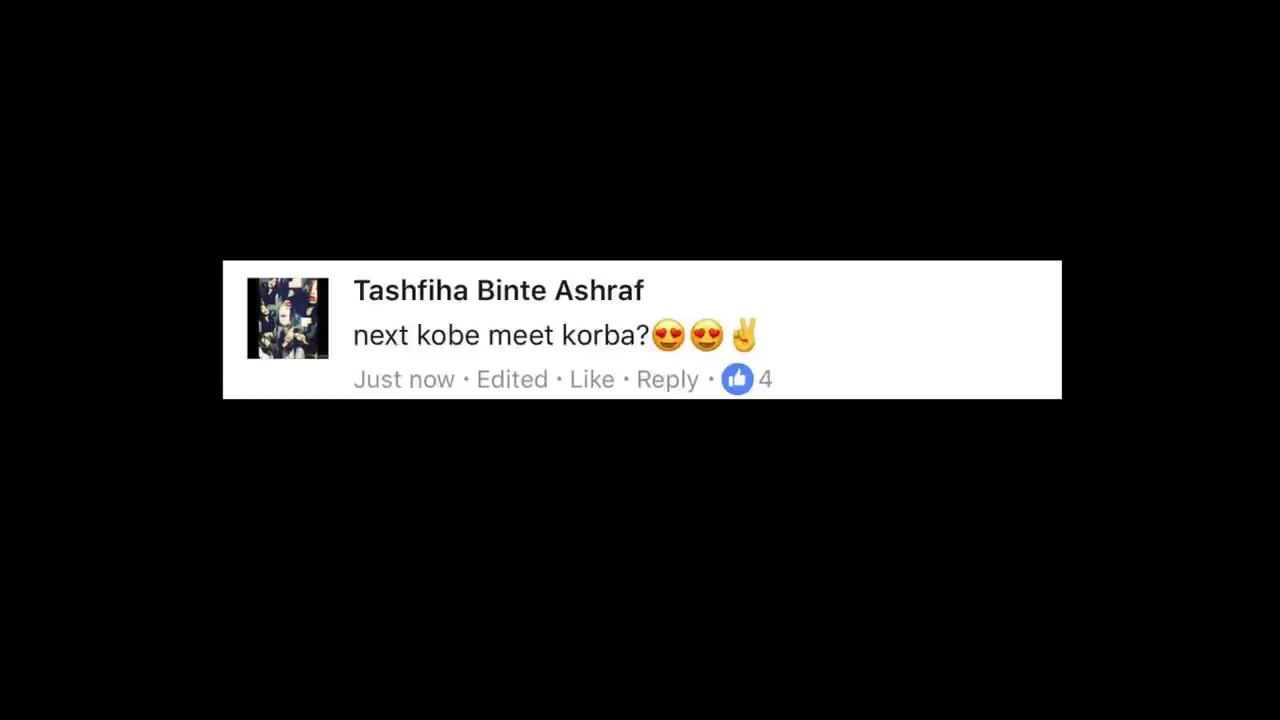 Tashfiha Binte Ashraf
next kobe meet korba?😍😍✌
Just now · Edited · Like · Reply · 4